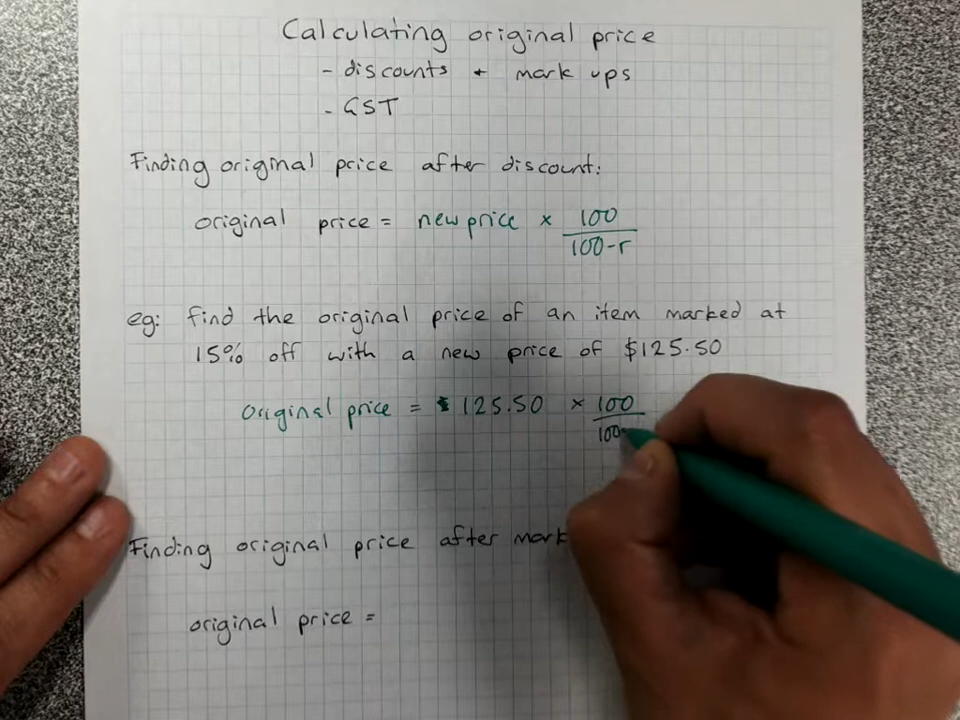 Calculating original price
- discounts + mark ups
- GST
Finding original price after discount:
original price = new price × 100
100-r
eg: find the original price of an item marked at
15% off with a new price of $125.50
original price = $125.50 × 100
100-
Finding original price after mark
original price =